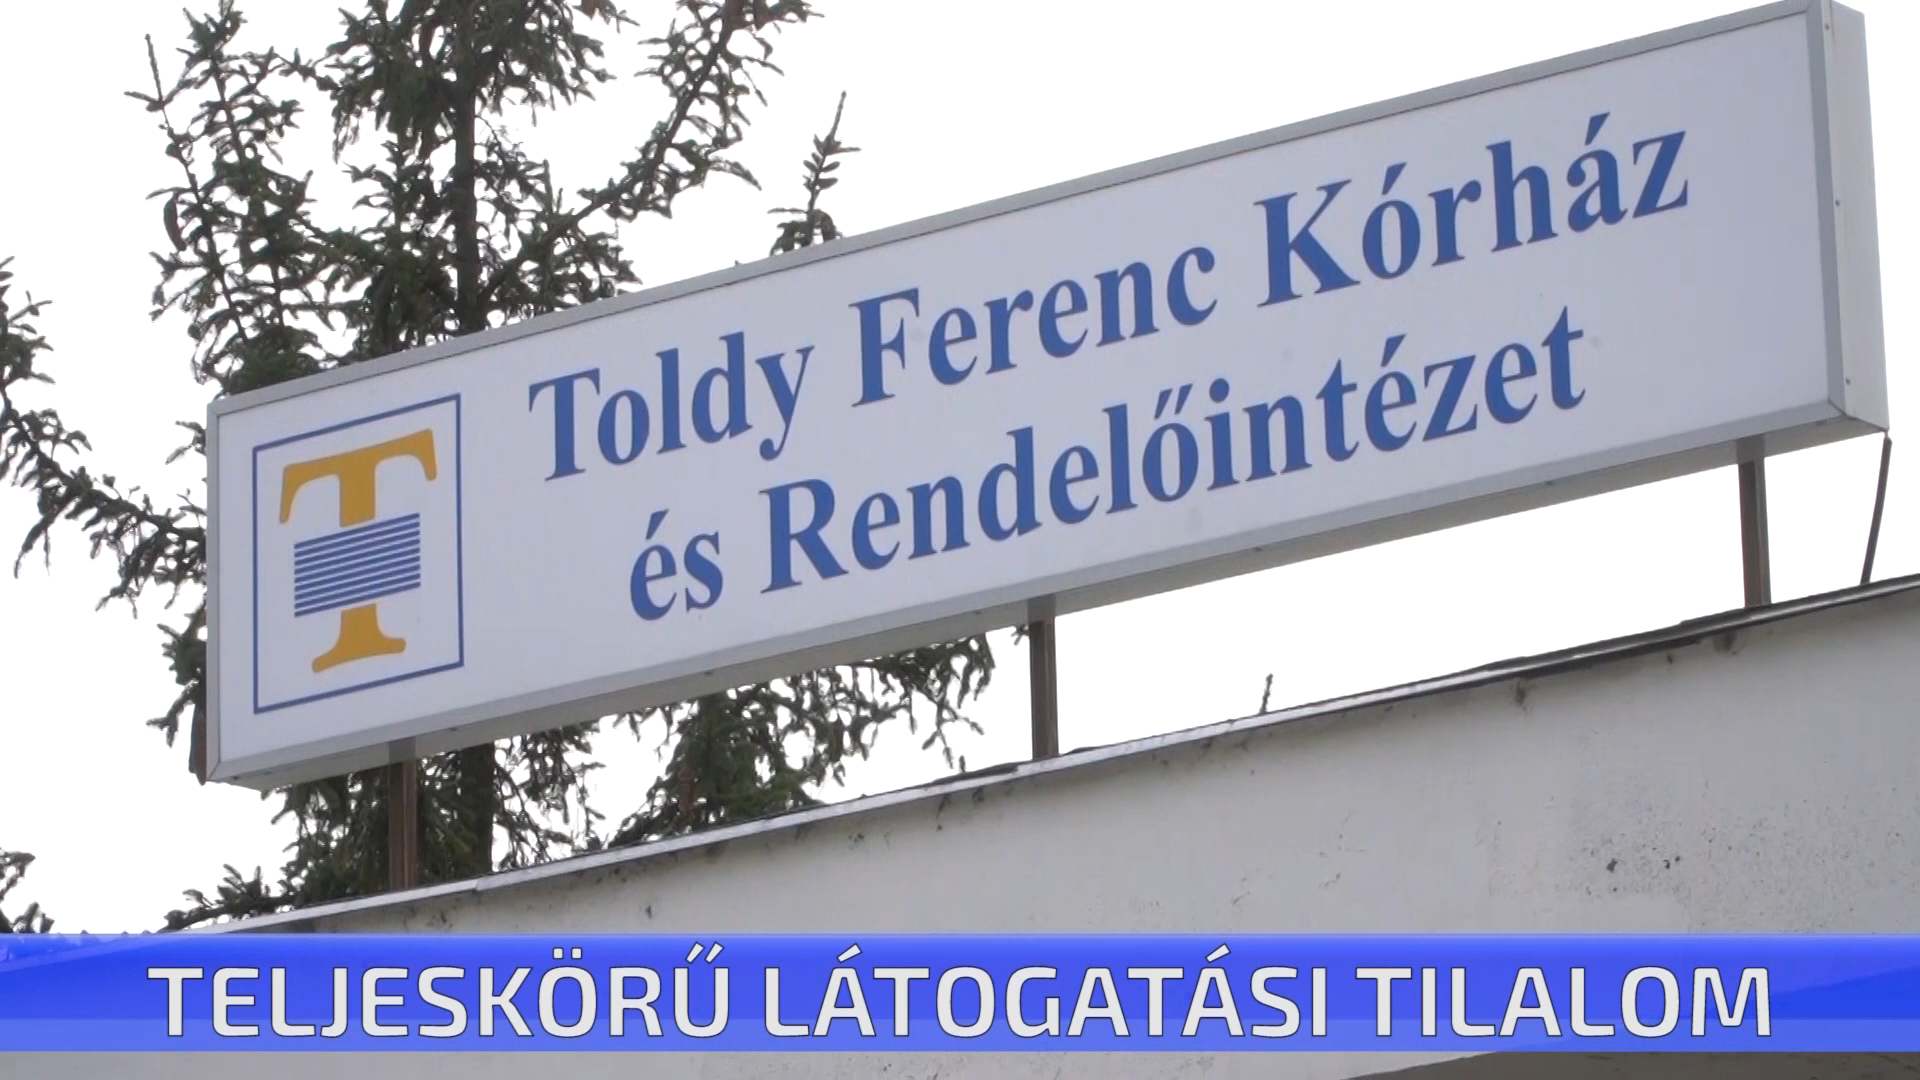 Toldy Ferenc Kórház
és Rendelőintézet
T
TELJESKÖRŰ LÁTOGATÁSI TILALOM